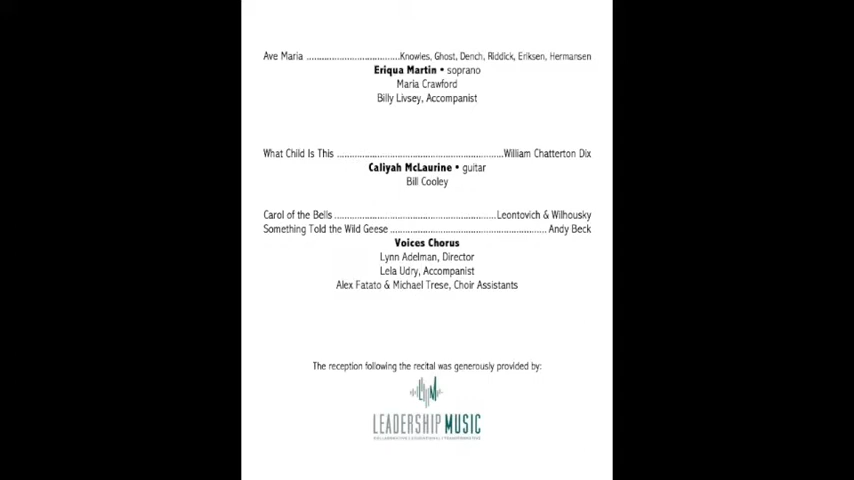 Ave Maria ..................................Knowles, Ghost, Dench, Riddick, Eriksen, Hermansen
Eriqua Martin • soprano
Maria Crawford
Billy Livsey, Accompanist
What Child Is This ............................................................William Chatterton Dix
Caliyah McLaurine • guitar
Bill Cooley
Carol of the Bells ...........................................................Leontovich & Wilhousky
Something Told the Wild Geese ......................................................... Andy Beck
Voices Chorus
Lynn Adelman, Director
Lela Udry, Accompanist
Alex Fatato & Michael Trese, Choir Assistants
The reception following the recital was generously provided by:
LM
LEADERSHIP MUSIC